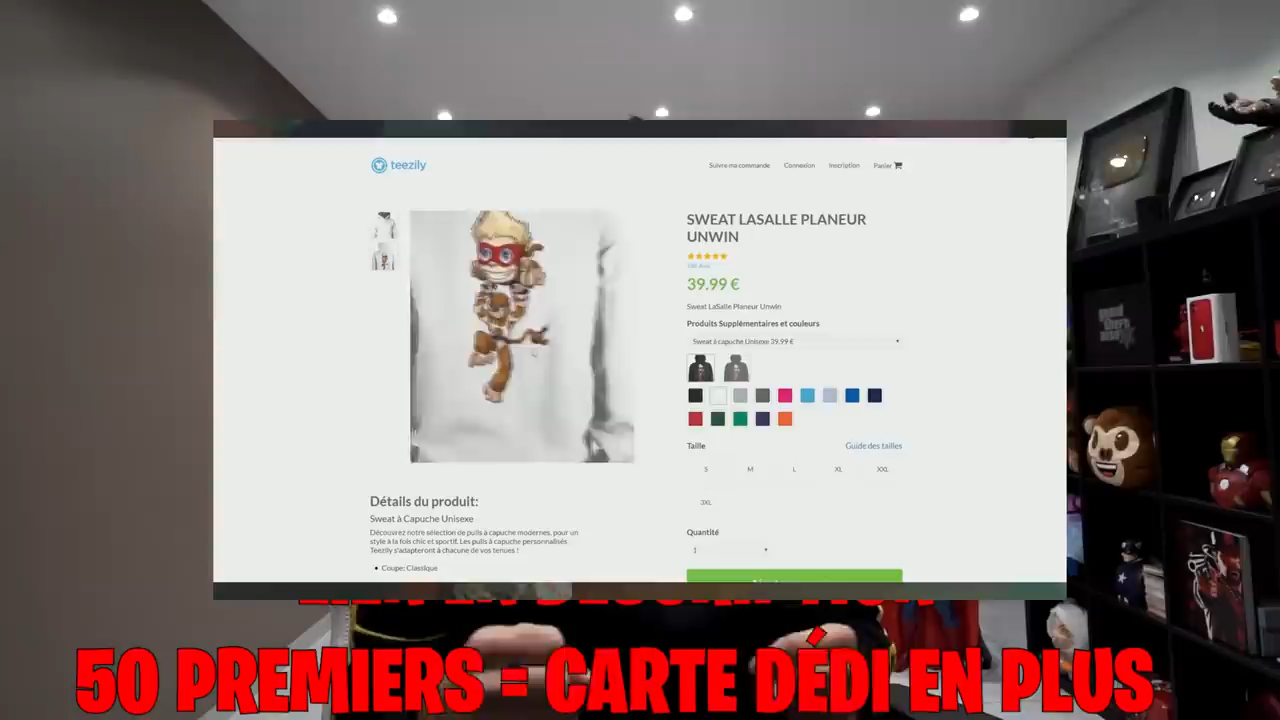 teezily
Suivre ma commande Connexion Inscription Panier
SWEAT LASALLE PLANEUR
UNWIN
39.99 €
Sweat LaSalle Planeur Unwin
Produits Supplémentaires et couleurs
Sweat à capuche Unisexe 39.99 €
Taille Guide des tailles
S M L XL XXL
3XL
Quantité
1
Détails du produit:
Sweat à Capuche Unisexe
Découvrez notre sélection de pulls à capuche modernes, pour un
style à la fois chic et sportif. Les pulls à capuche personnalisés
Teezily s'adapteront à chacune de vos tenues !
Coupe: Classique
50 PREMIERS = CARTE DÉDI EN PLUS